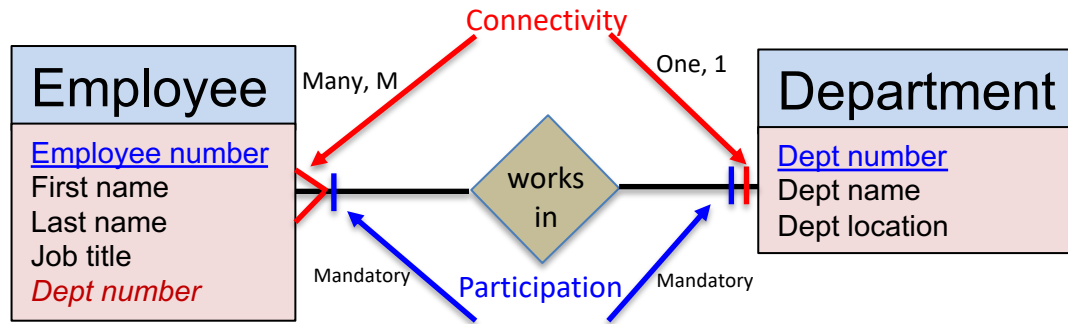 Connectivity
Employee
Many, M
One, 1
Department
Employee number
First name
Last name
Job title
Dept number
works
in
Dept number
Dept name
Dept location
Mandatory
Participation
Mandatory